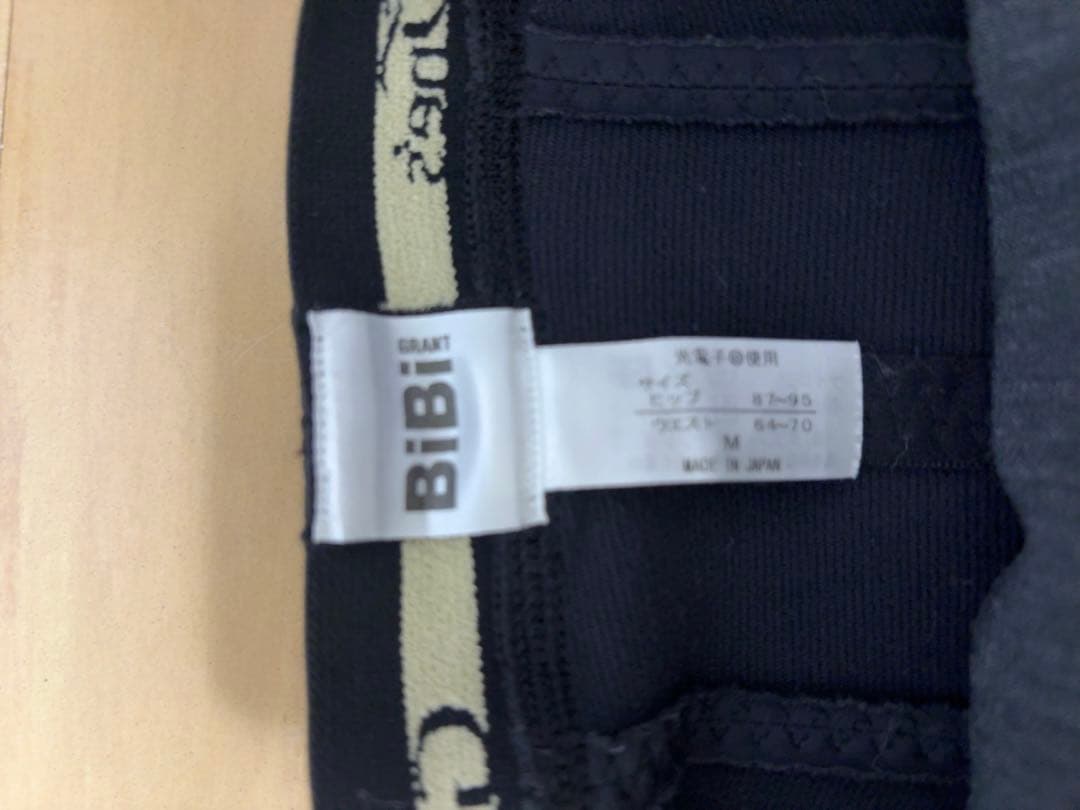 GRANT
BiBi
光電子®使用
サイズ
ヒップ 87~95
ウエスト 64~70
M
MADE IN JAPAN